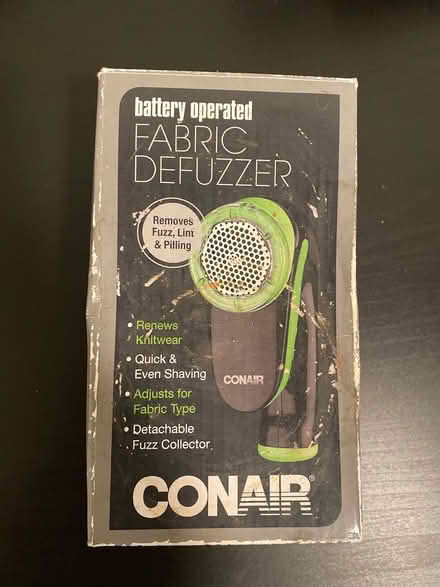 battery operated
FABRIC
DEFUZZER
Removes
Fuzz, Lint
& Pilling
• Renews
Knitwear
• Quick &
Even Shaving
• Adjusts for
Fabric Type
• Detachable
Fuzz Collector
CONAIR
CONAIR®